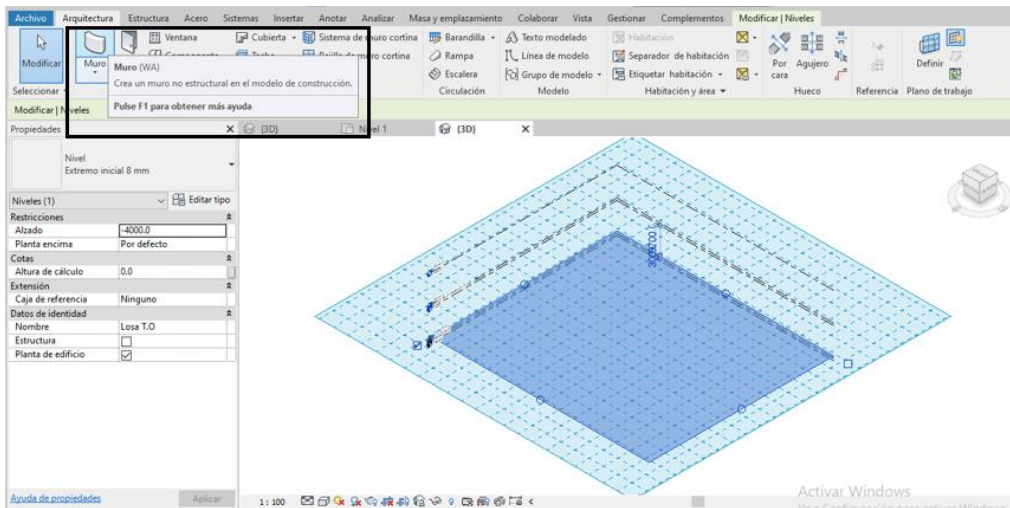 Archivo Arquitectura Estructura Acero Sistemas Insertar Anotar Analizar Masa y emplazamiento Colaborar Vista Gestionar Complementos Modificar | Niveles
Ventana Cubierta Sistema de muro cortina Barandilla Texto modelado Habitación
Rampa Línea de modelo Separador de habitación
Escalera Grupo de modelo Etiquetar habitación
Modificar Muro Por cara Agujero Definir
Seleccionar Circulación Modelo Habitación y área Hueco Referencia Plano de trabajo
Muro (WA)
Crea un muro no estructural en el modelo de construcción.
Pulse F1 para obtener más ayuda
Modificar | Niveles
Propiedades {3D} Nivel 1 {3D}
Nivel
Extremo inicial 8 mm
Niveles (1) Editar tipo
Restricciones
Alzado -4000.0
Planta encima Por defecto
Cotas
Altura de cálculo 0.0
Extensión
Caja de referencia Ninguno
Datos de identidad
Nombre Losa T.O
Estructura
Planta de edificio
Ayuda de propiedades Aplicar
1 : 100
Activar Windows